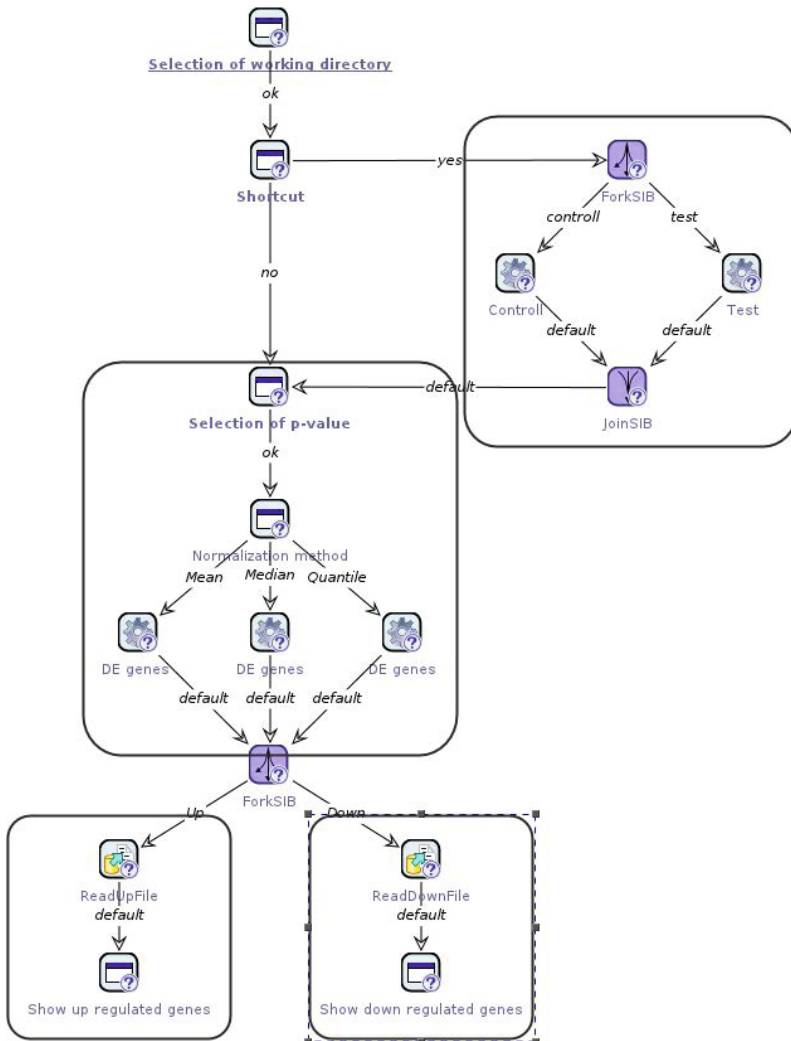 Selection of working directory
ok
Shortcut
yes
ForkSIB
controll
test
no
Controll
Test
default
default
default
JoinSIB
Selection of p-value
ok
Normalization method
Mean
Median
Quantile
DE genes
DE genes
DE genes
default
default
default
ForkSIB
Up
Down
ReadUpFile
ReadDownFile
default
default
Show up regulated genes
Show down regulated genes